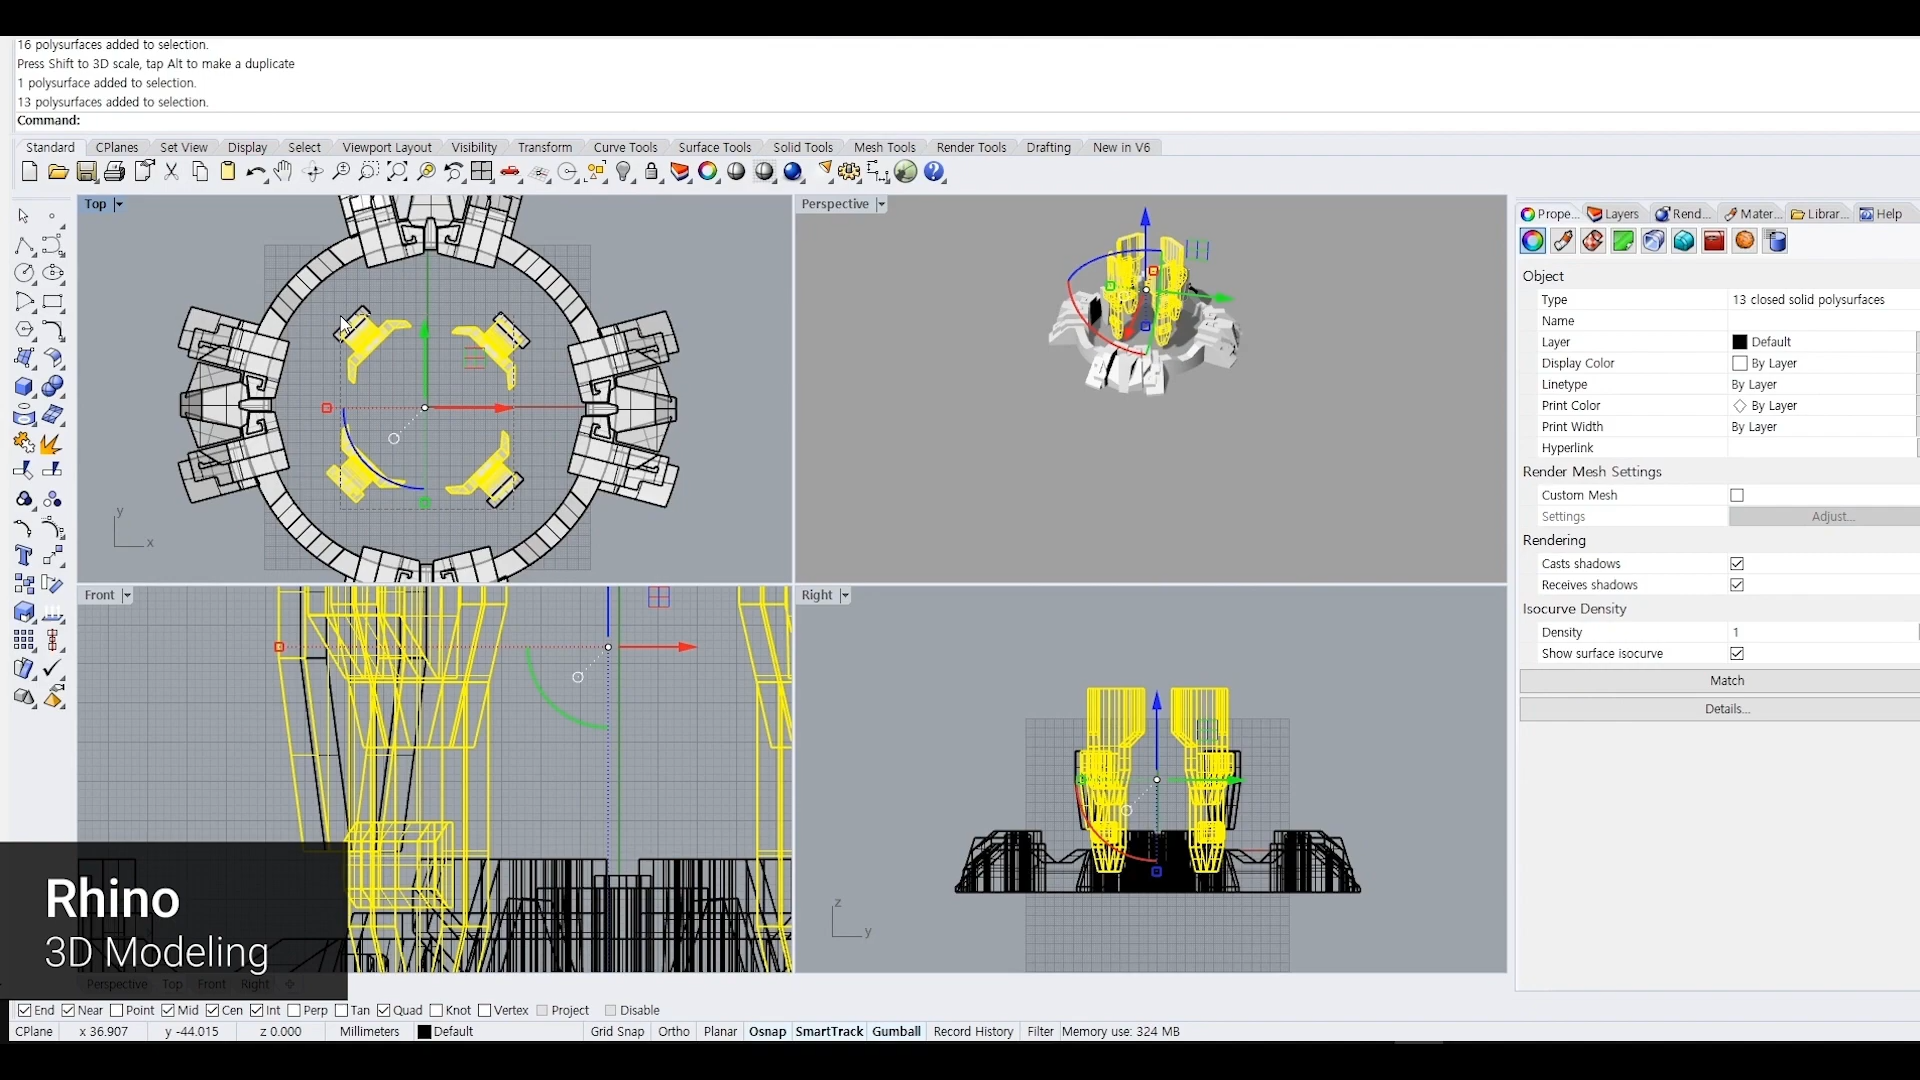 16 polysurfaces added to selection.
Press Shift to 3D scale, tap Alt to make a duplicate
1 polysurface added to selection.
13 polysurfaces added to selection.
Command:
Standard CPlanes Set View Display Select Viewport Layout Visibility Transform Curve Tools Surface Tools Solid Tools Mesh Tools Render Tools Drafting New in V6
Top
Perspective
Prope... Layers Rend... Mater... Librar... Help
Object
Type 13 closed solid polysurfaces
Name
Layer Default
Display Color By Layer
Linetype By Layer
Print Color By Layer
Print Width By Layer
Hyperlink
Render Mesh Settings
Custom Mesh
Settings Adjust...
Rendering
Casts shadows
Receives shadows
Isocurve Density
Density 1
Show surface isocurve
Match
Details...
y
x
Front
Right
z
y
Rhino
3D Modeling
Perspective Top Front Right
End Near Point Mid Cen Int Perp Tan Quad Knot Vertex Project Disable
CPlane x 36.907 y -44.015 z 0.000 Millimeters Default Grid Snap Ortho Planar Osnap SmartTrack Gumball Record History Filter Memory use: 324 MB